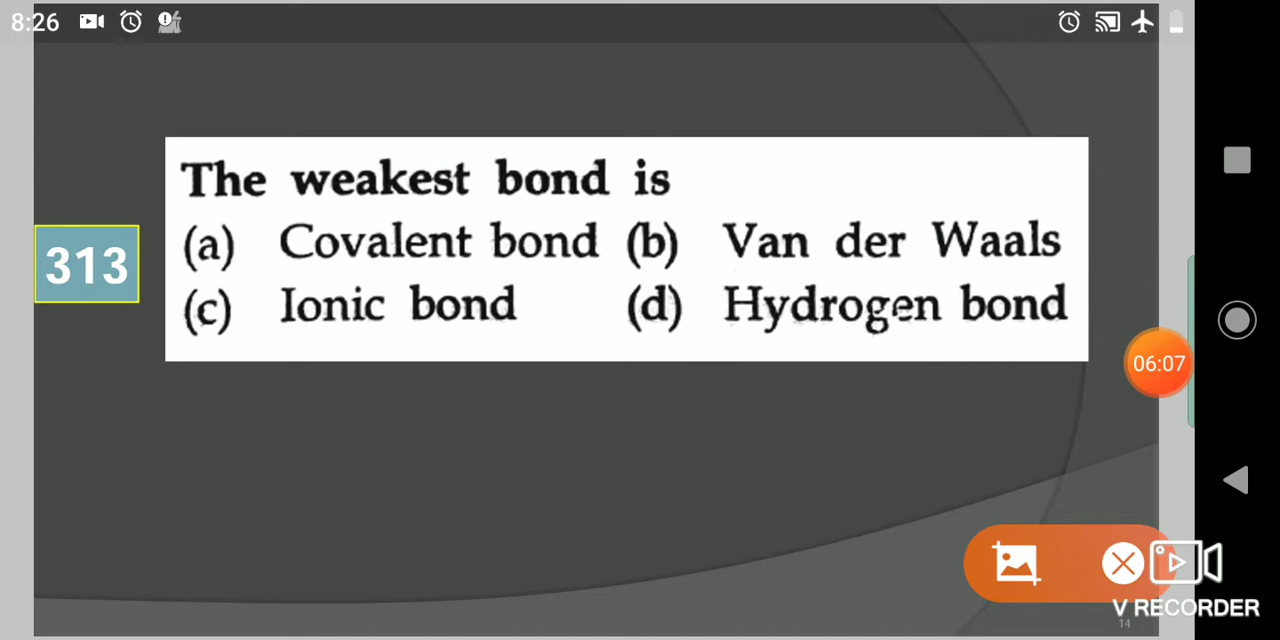 8:26
The weakest bond is
(a) Covalent bond (b) Van der Waals
313
(c) Ionic bond (d) Hydrogen bond
06:07
V RECORDER
14